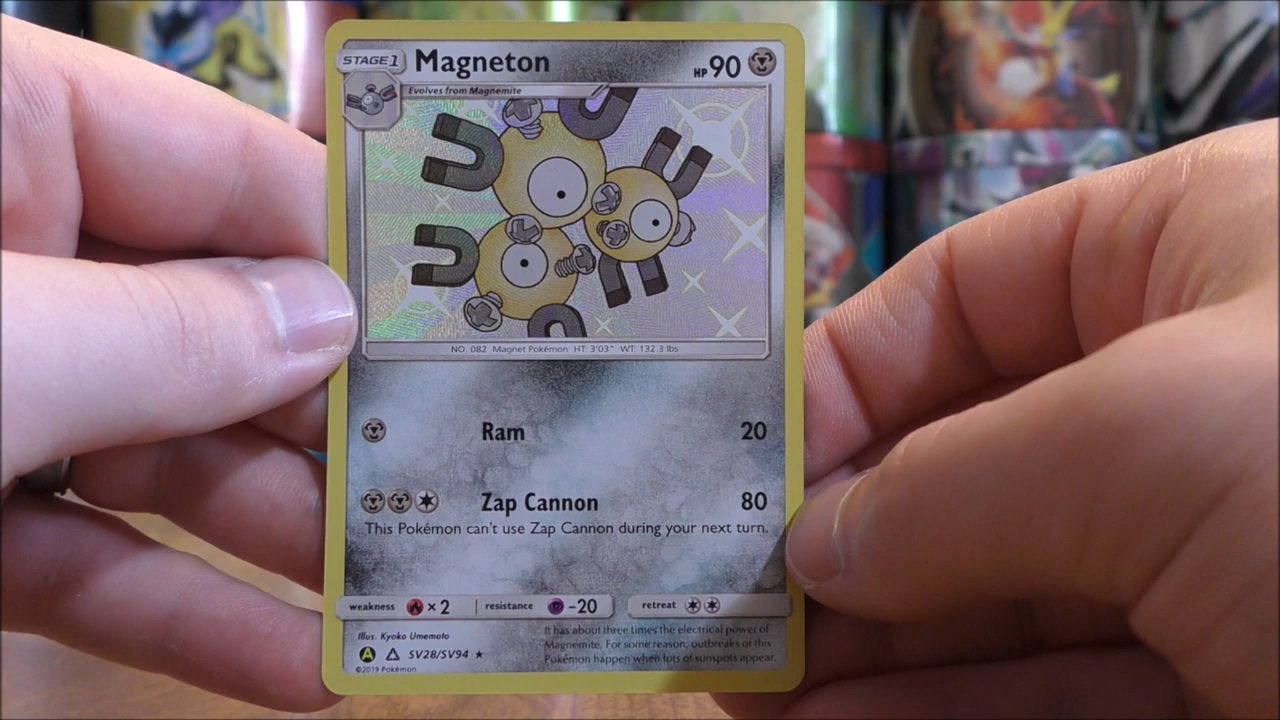 STAGE 1 Magneton HP 90
Evolves from Magnemite
NO. 082 Magnet Pokémon HT: 3'03" WT: 132.3 lbs.
Ram 20
Zap Cannon 80
This Pokémon can't use Zap Cannon during your next turn.
weakness ×2 resistance -20 retreat
Illus. Kyoko Umemoto
A SV28/SV94 ★
©2019 Pokémon
It has about three times the electrical power of
Magnemite. For some reason, outbreaks of this
Pokémon happen when lots of sunspots appear.